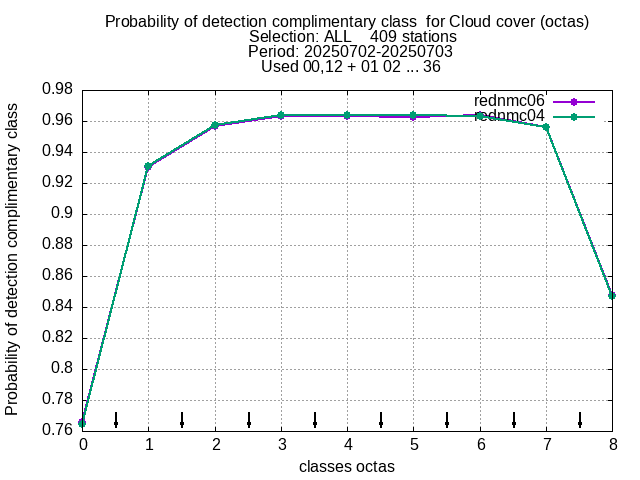 Probability of detection complimentary class  for Cloud cover (octas)
Selection: ALL    409 stations
Period: 20250702-20250703
Used 00,12 + 01 02 ... 36
rednmc06
rednmc04
Probability of detection complimentary class
0.98
0.96
0.94
0.92
0.9
0.88
0.86
0.84
0.82
0.8
0.78
0.76
0 1 2 3 4 5 6 7 8
classes octas